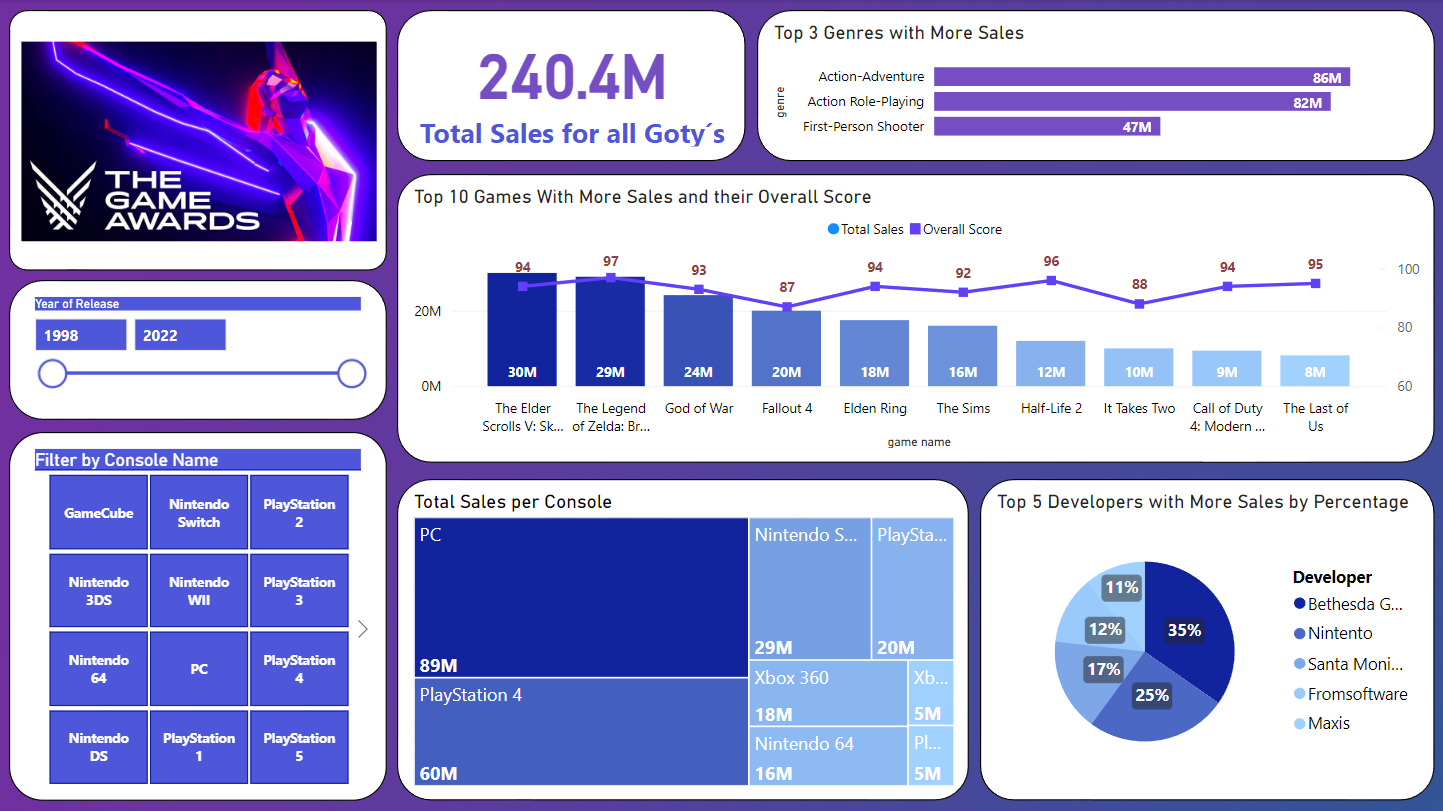 THE
GAME
AWARDS
240.4M
Total Sales for all Goty´s
Top 3 Genres with More Sales
genre
Action-Adventure
86M
Action Role-Playing
82M
First-Person Shooter
47M
Year of Release
1998
2022
Top 10 Games With More Sales and their Overall Score
Total Sales
Overall Score
94
97
93
87
94
92
96
88
94
95
20M
0M
100
80
60
30M
29M
24M
20M
18M
16M
12M
10M
9M
8M
The Elder
Scrolls V: Sk...
The Legend
of Zelda: Br...
God of War
Fallout 4
Elden Ring
The Sims
Half-Life 2
It Takes Two
Call of Duty
4: Modern ...
The Last of
Us
game name
Filter by Console Name
GameCube
Nintendo
Switch
PlayStation
2
Nintendo
3DS
Nintendo
WII
PlayStation
3
Nintendo
64
PC
PlayStation
4
Nintendo
DS
PlayStation
1
PlayStation
5
Total Sales per Console
PC
89M
PlayStation 4
60M
Nintendo S...
29M
PlaySta...
20M
Xbox 360
18M
Xb...
5M
Nintendo 64
16M
Pl...
5M
Top 5 Developers with More Sales by Percentage
11%
12%
17%
25%
35%
Developer
Bethesda G...
Nintento
Santa Moni...
Fromsoftware
Maxis